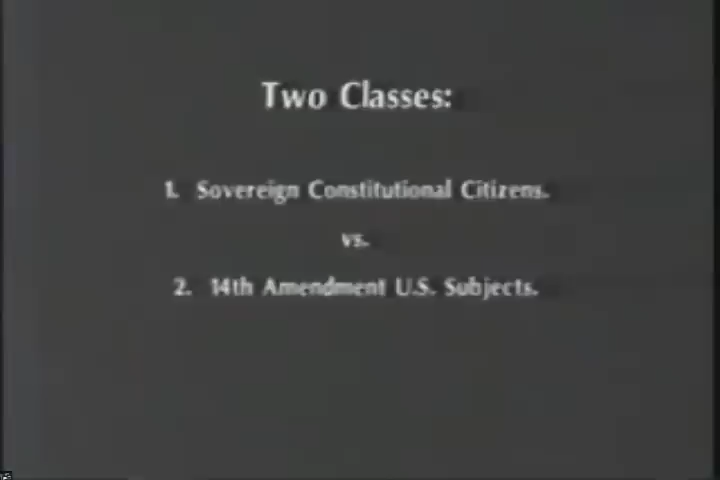 Two Classes:
1. Sovereign Constitutional Citizens.
vs.
2. 14th Amendment U.S. Subjects.